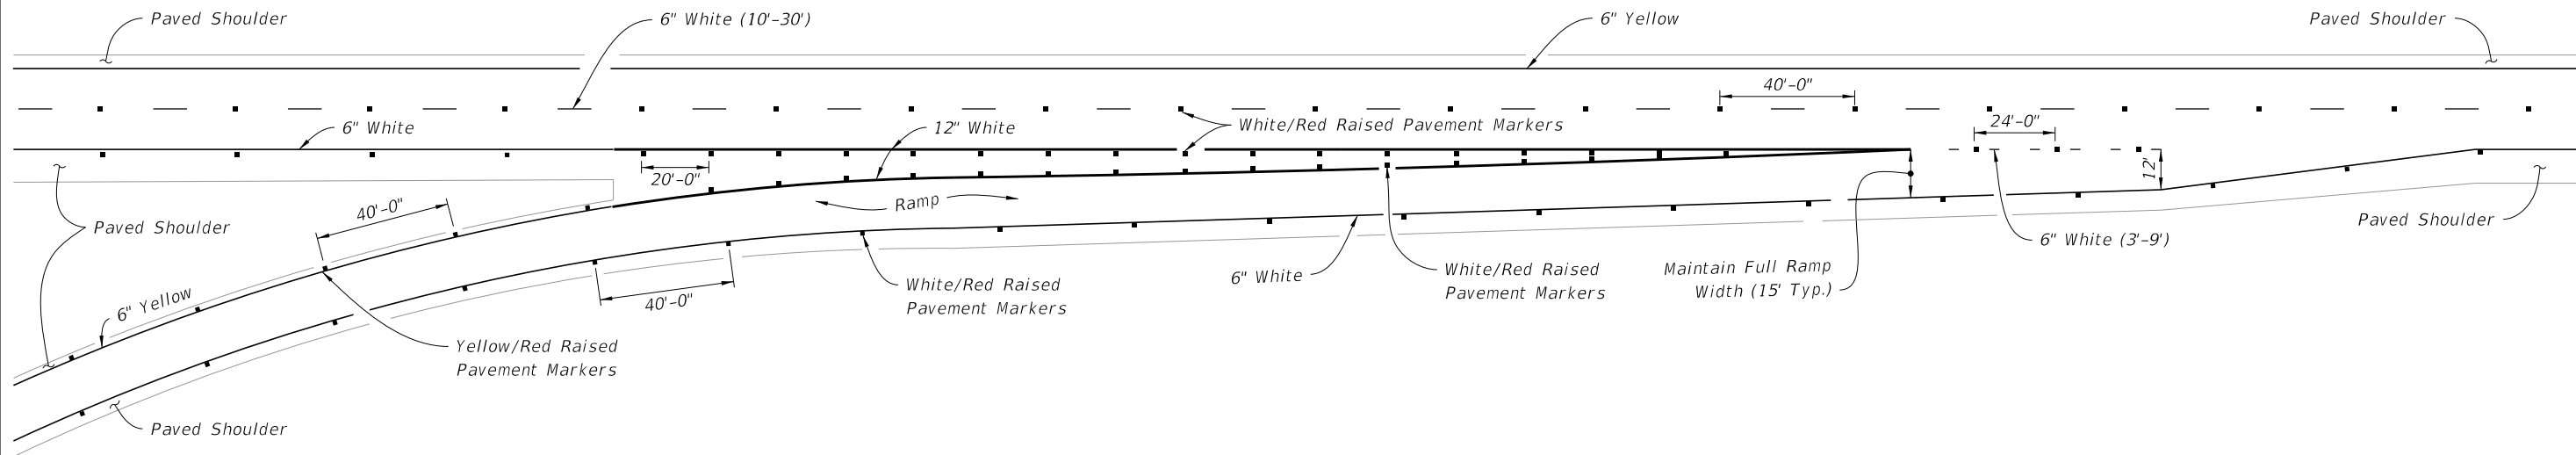 Paved Shoulder
6" White (10'-30')
6" Yellow
Paved Shoulder
40'-0"
6" White
12" White
White/Red Raised Pavement Markers
24'-0"
12'
20'-0"
Ramp
40'-0"
Paved Shoulder
Paved Shoulder
6" White (3'-9')
6" Yellow
40'-0"
White/Red Raised
Pavement Markers
6" White
White/Red Raised
Pavement Markers
Maintain Full Ramp
Width (15' Typ.)
Yellow/Red Raised
Pavement Markers
Paved Shoulder